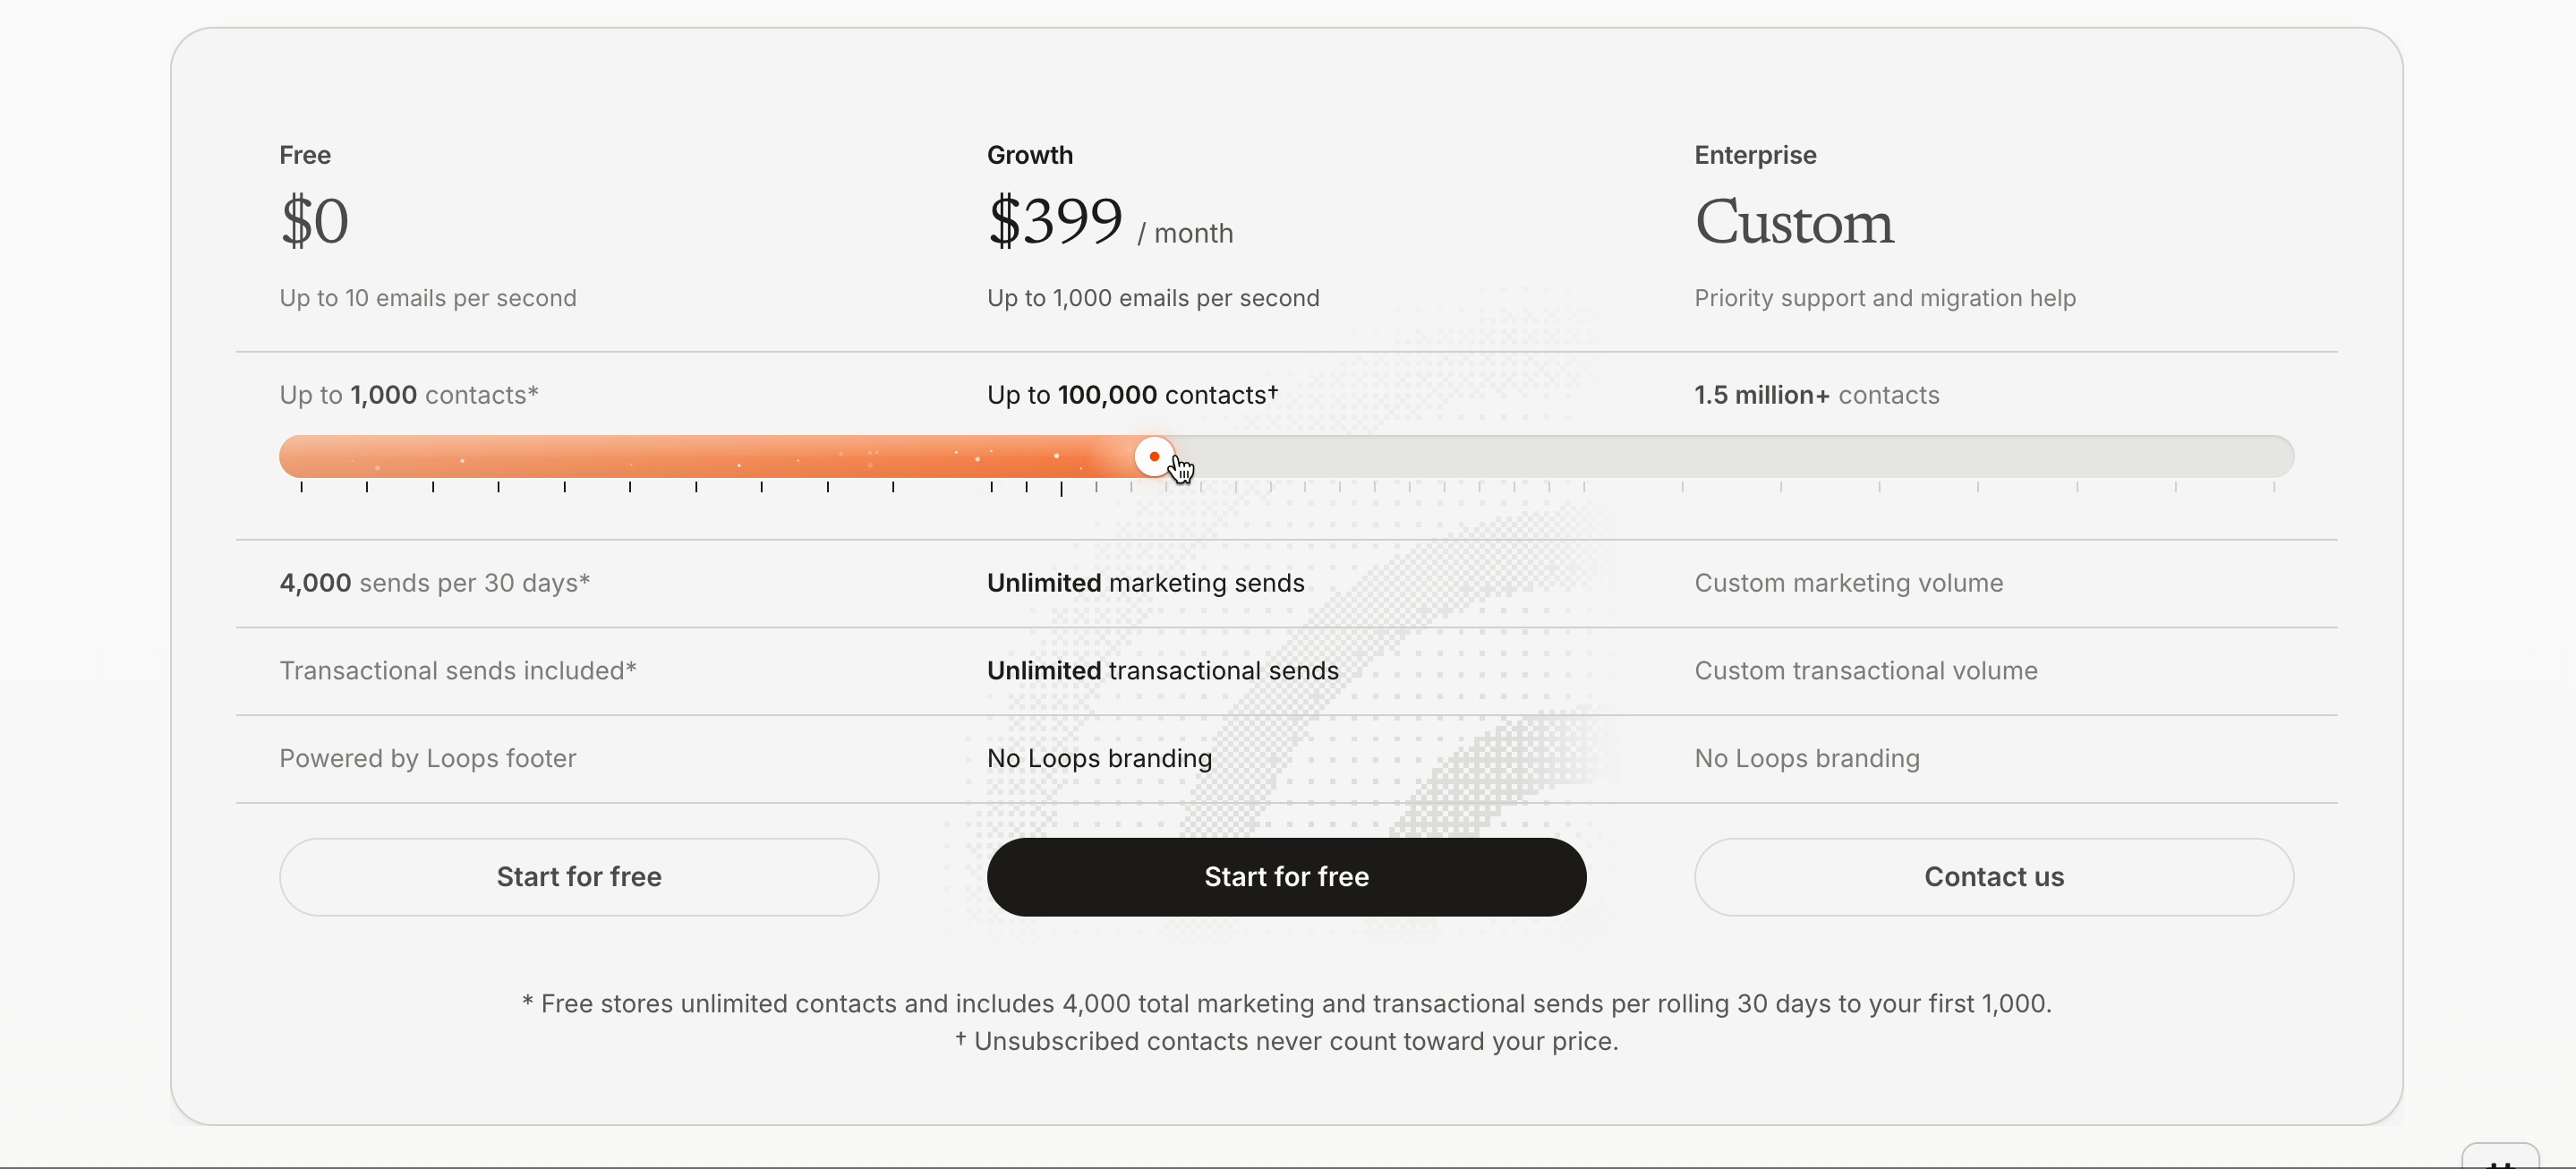 Free
Growth
Enterprise
$0
$399 / month
Custom
Up to 10 emails per second
Up to 1,000 emails per second
Priority support and migration help
Up to 1,000 contacts*
Up to 100,000 contacts†
1.5 million+ contacts
4,000 sends per 30 days*
Unlimited marketing sends
Custom marketing volume
Transactional sends included*
Unlimited transactional sends
Custom transactional volume
Powered by Loops footer
No Loops branding
No Loops branding
Start for free
Start for free
Contact us
* Free stores unlimited contacts and includes 4,000 total marketing and transactional sends per rolling 30 days to your first 1,000.
† Unsubscribed contacts never count toward your price.